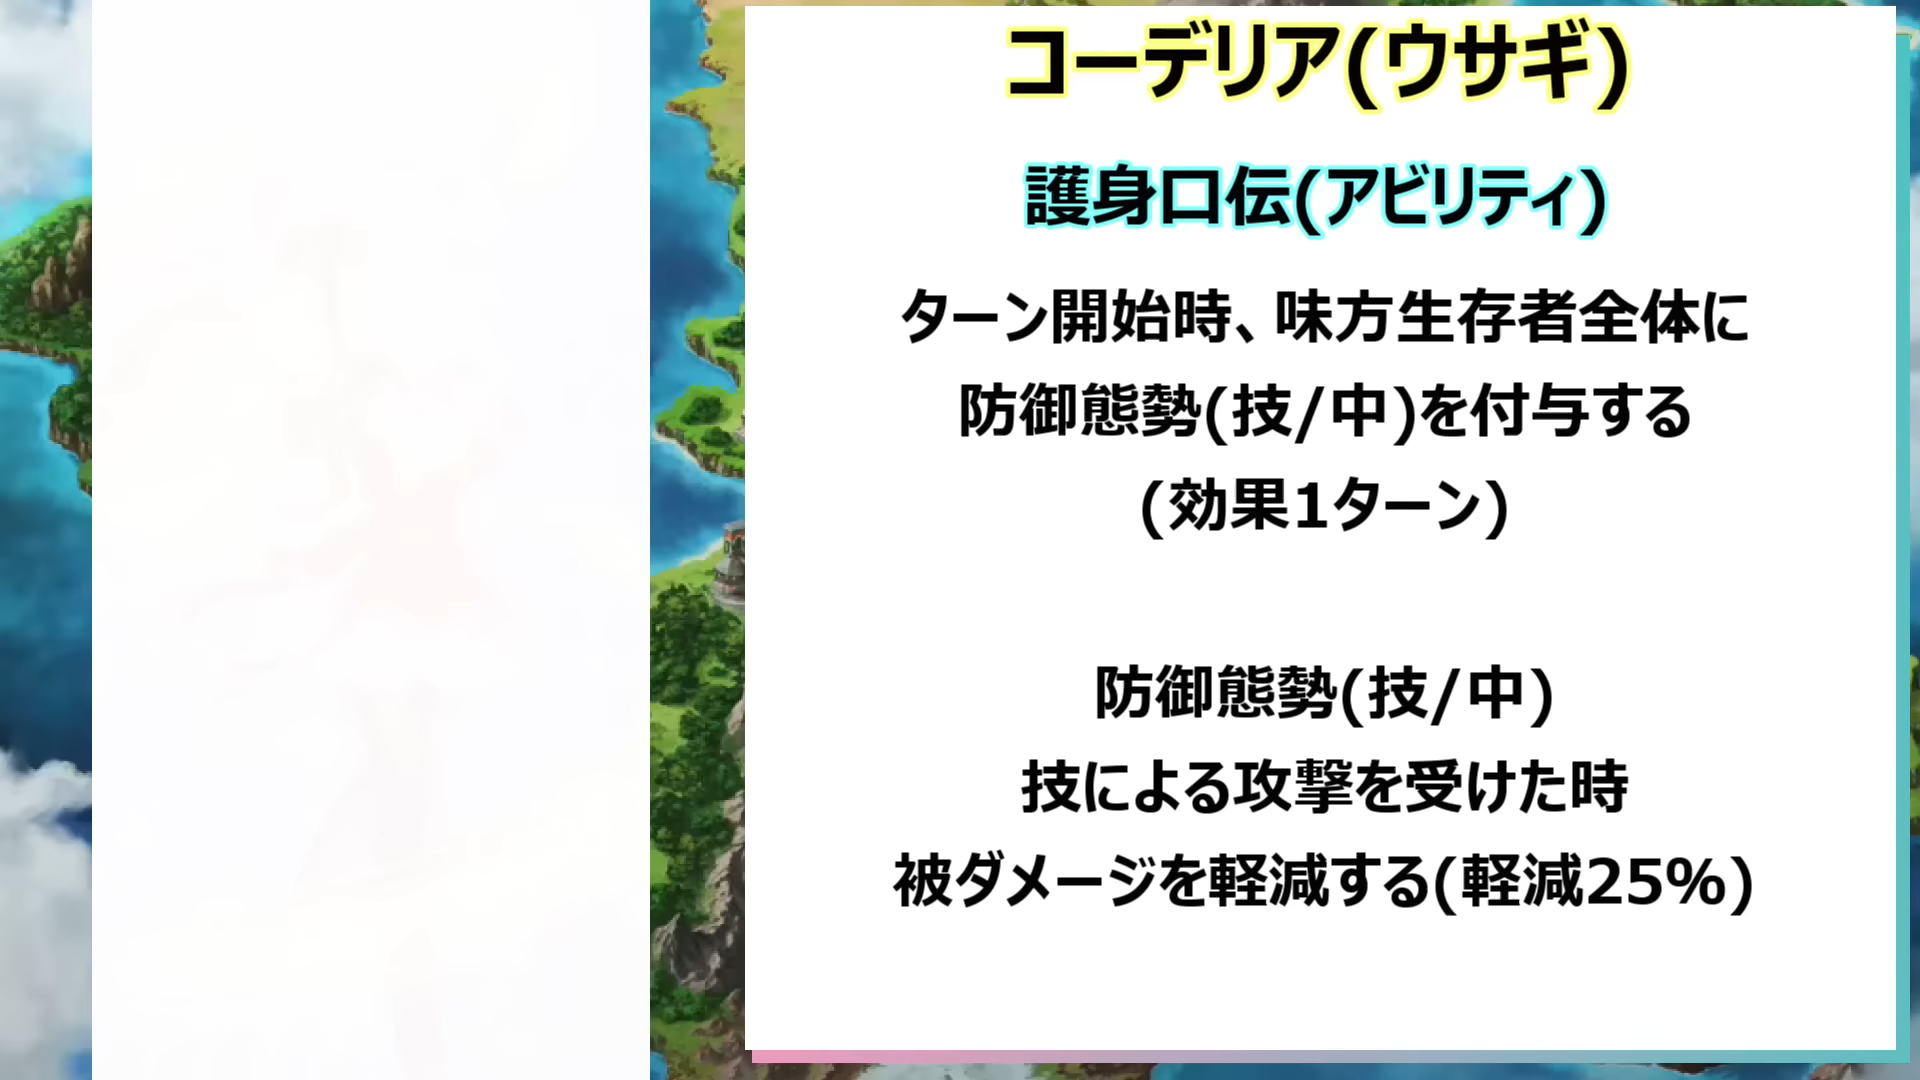 コーデリア(ウサギ)
護身口伝(アビリティ)
ターン開始時、味方生存者全体に
防御態勢(技/中)を付与する
(効果1ターン)
防御態勢(技/中)
技による攻撃を受けた時
被ダメージを軽減する(軽減25%)